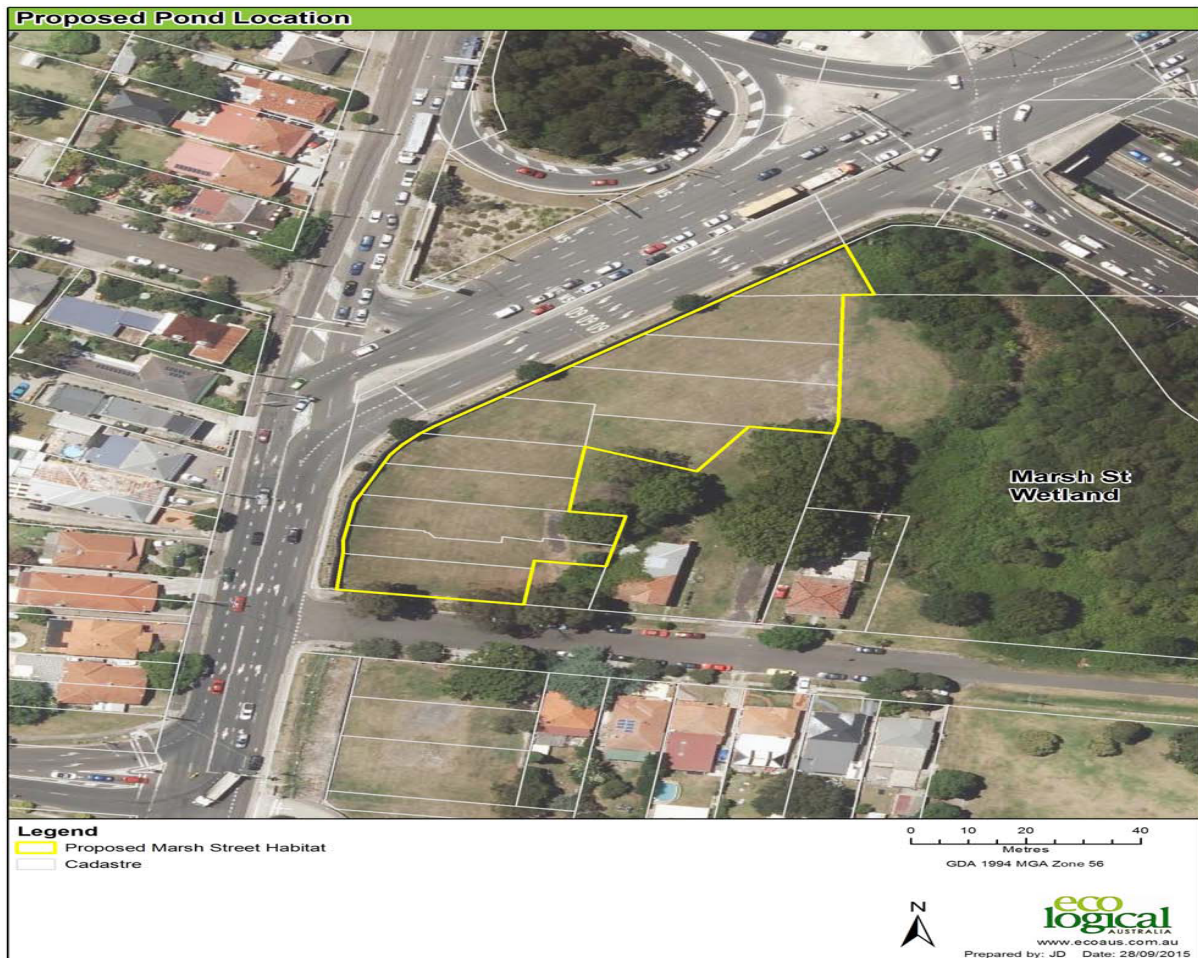 Proposed Pond Location
Marsh St
Wetland
Legend
Proposed Marsh Street Habitat
Cadastre
0 10 20 40
Metres
GDA 1994 MGA Zone 56
N
eco
logical
AUSTRALIA
www.ecoaus.com.au
Prepared by: JD Date: 28/09/2015